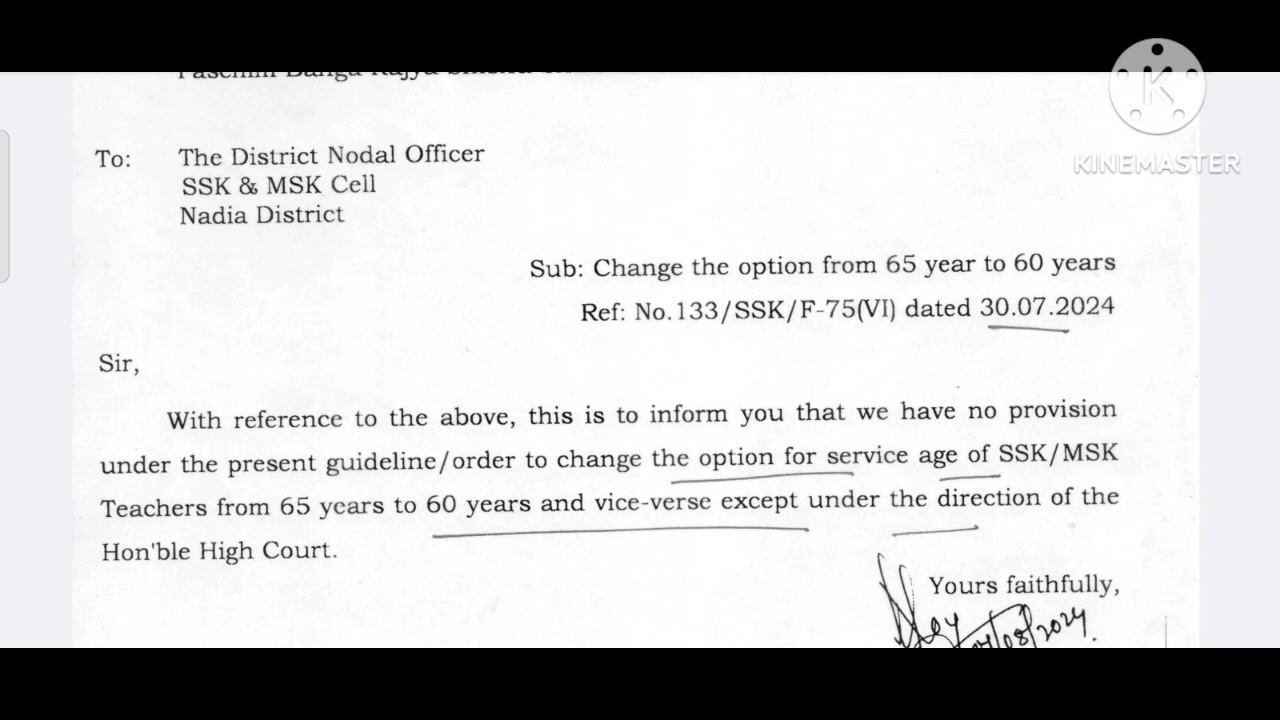 KINEMASTER
To: The District Nodal Officer
SSK & MSK Cell
Nadia District
Sub: Change the option from 65 year to 60 years
Ref: No.133/SSK/F-75(VI) dated 30.07.2024
Sir,
With reference to the above, this is to inform you that we have no provision
under the present guideline/order to change the option for service age of SSK/MSK
Teachers from 65 years to 60 years and vice-verse except under the direction of the
Hon'ble High Court.
Yours faithfully,
08/2024